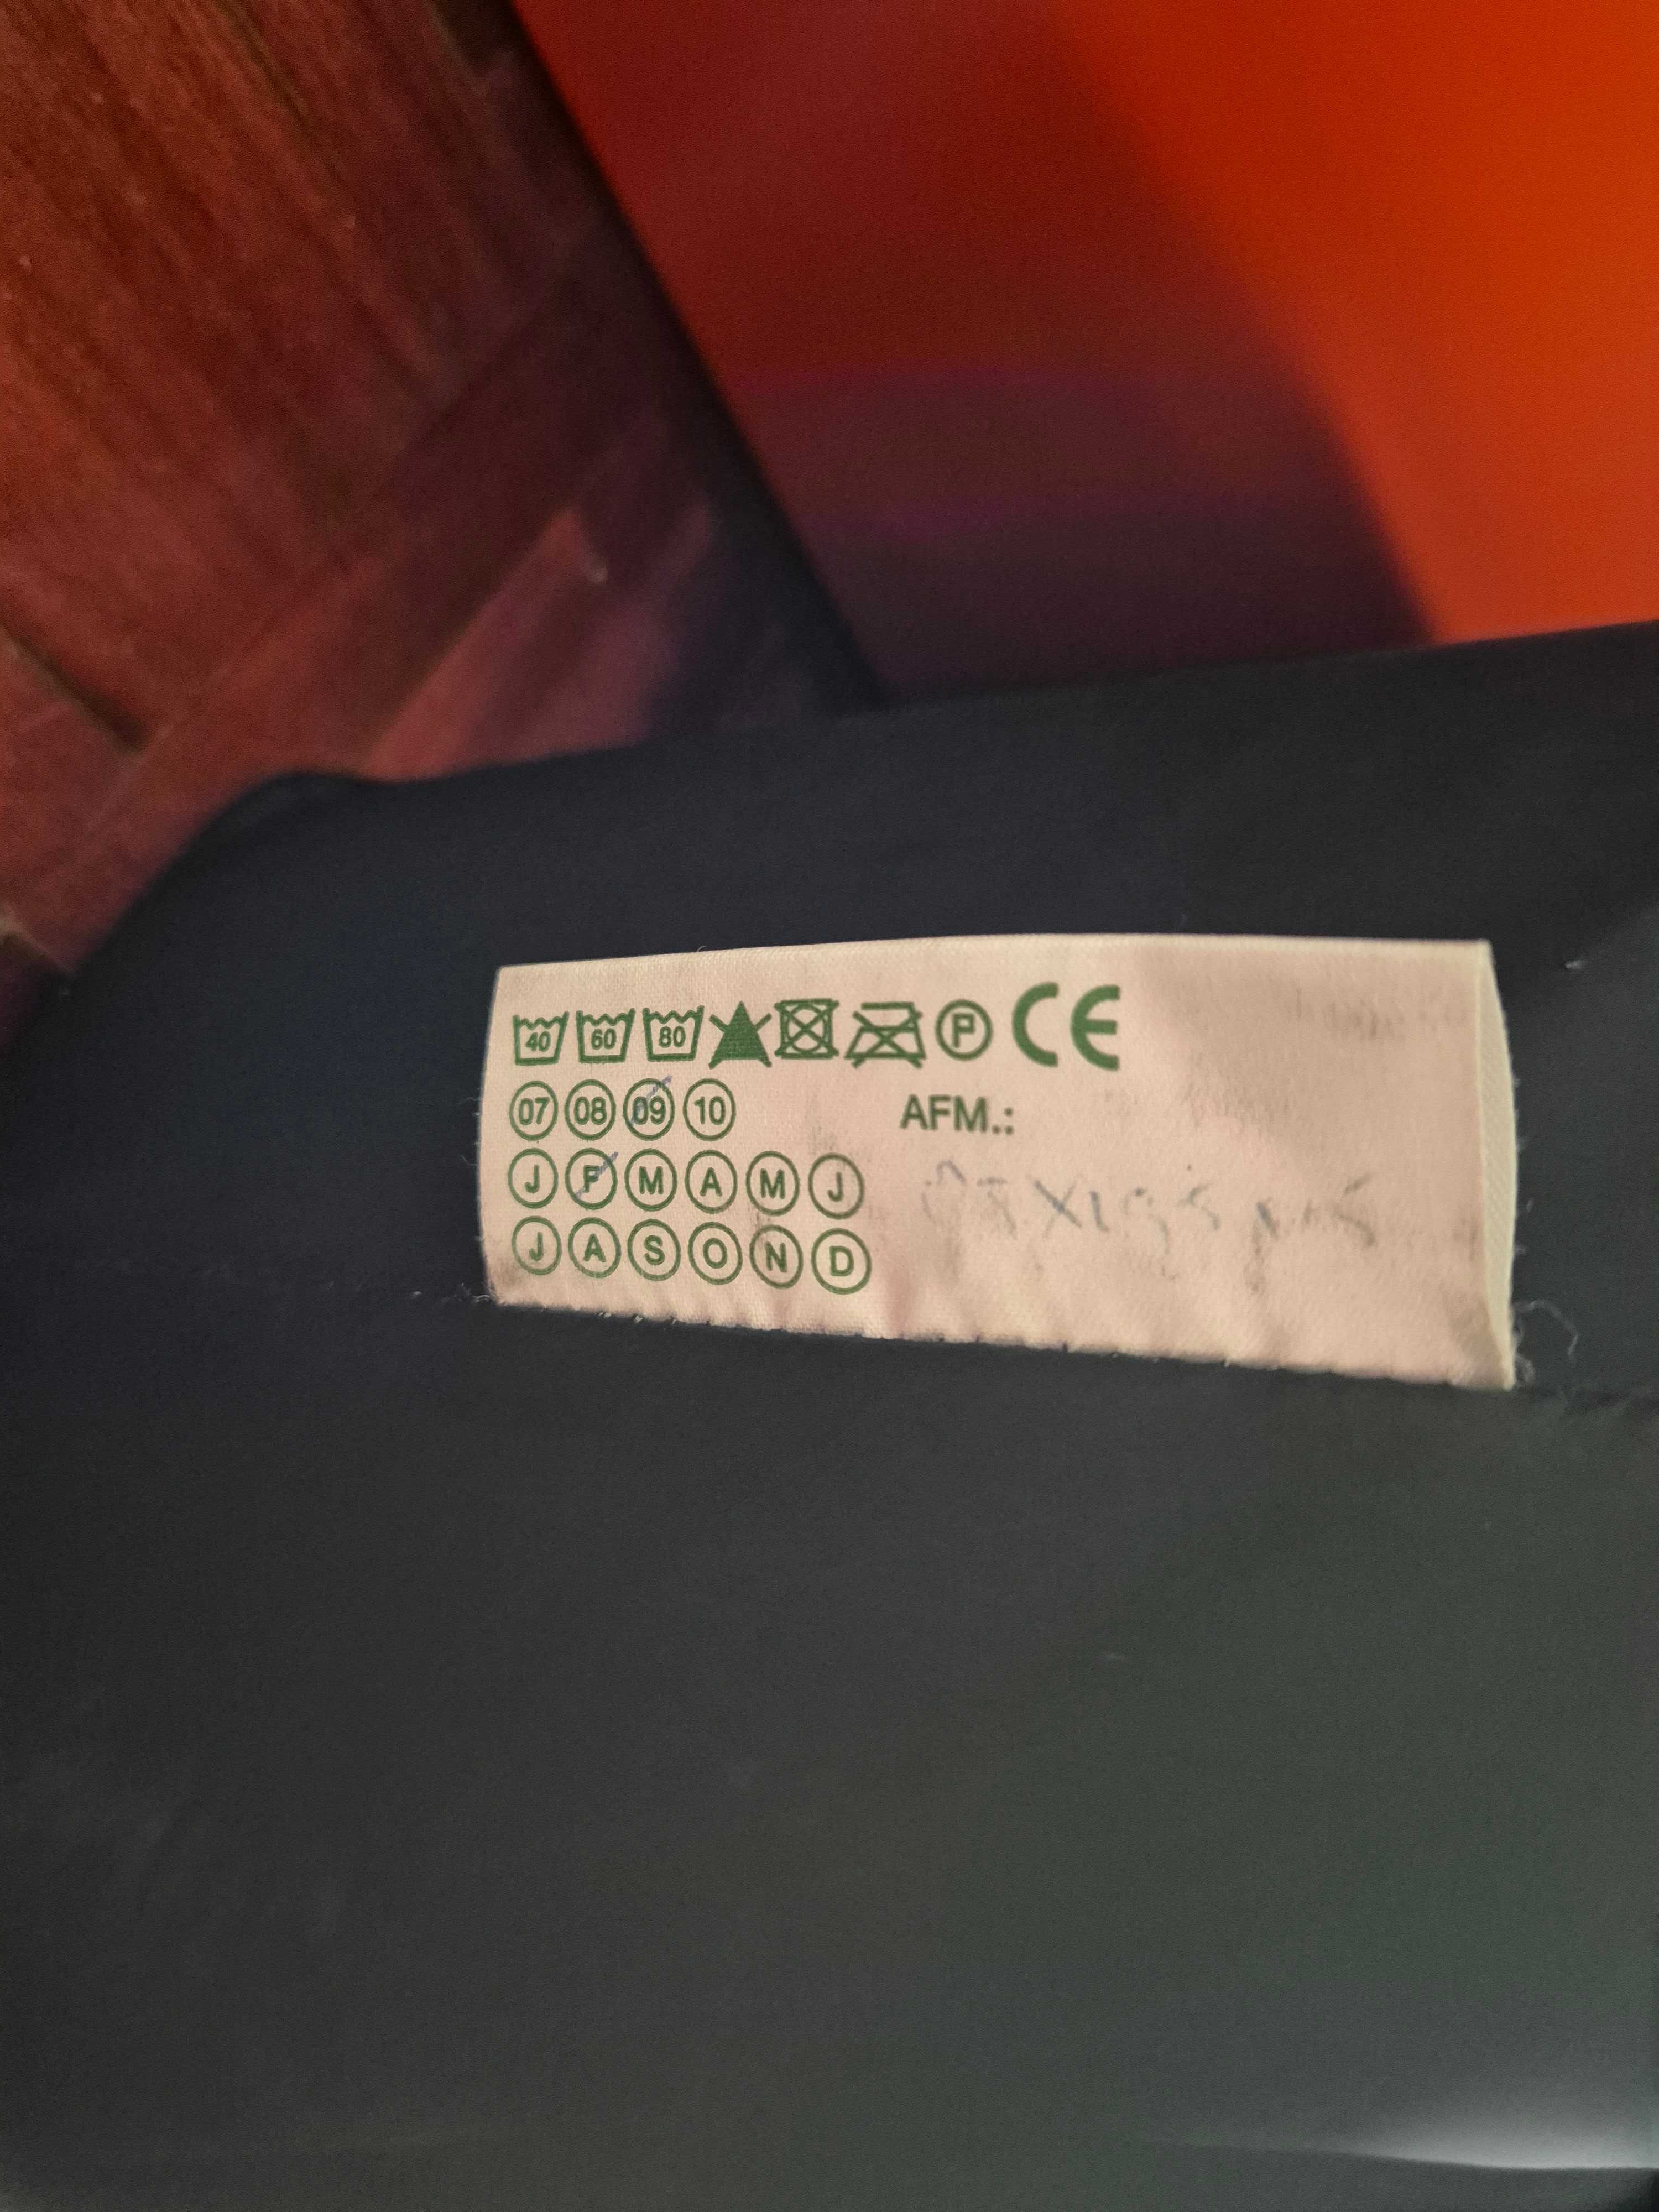 40 60 80 P CE
07 08 09 10 AFM.:
J F M A M J
J A S O N D